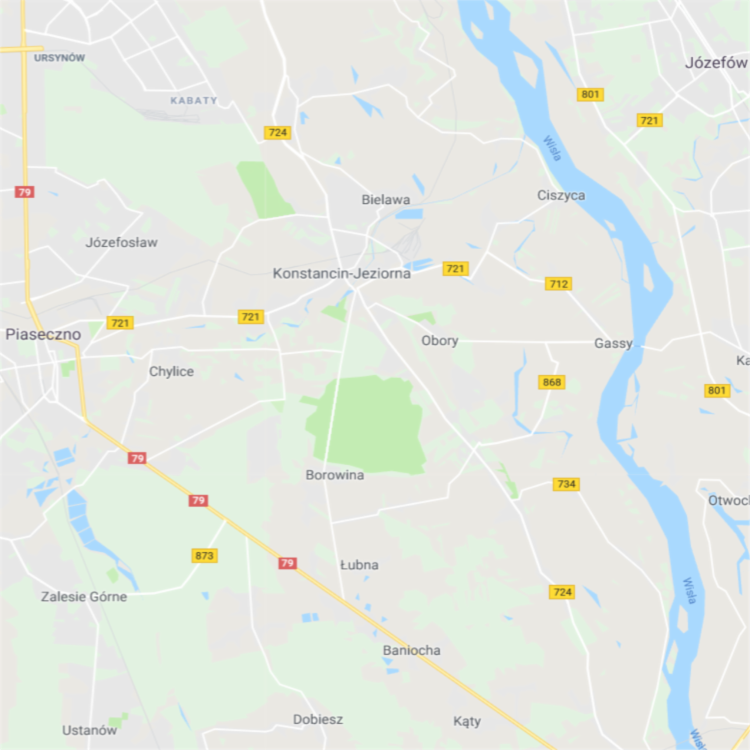 URSYNÓW
Józefów
801
KABATY
721
724
Wisła
79
Bielawa
Ciszyca
Józefosław
Konstancin-Jeziorna
721
712
721
721
Piaseczno
Obory
Gassy
Chylice
868
801
79
Borowina
734
79
Otwock
873
79
Łubna
Zalesie Górne
724
Wisła
Baniocha
Dobiesz
Kąty
Ustanów